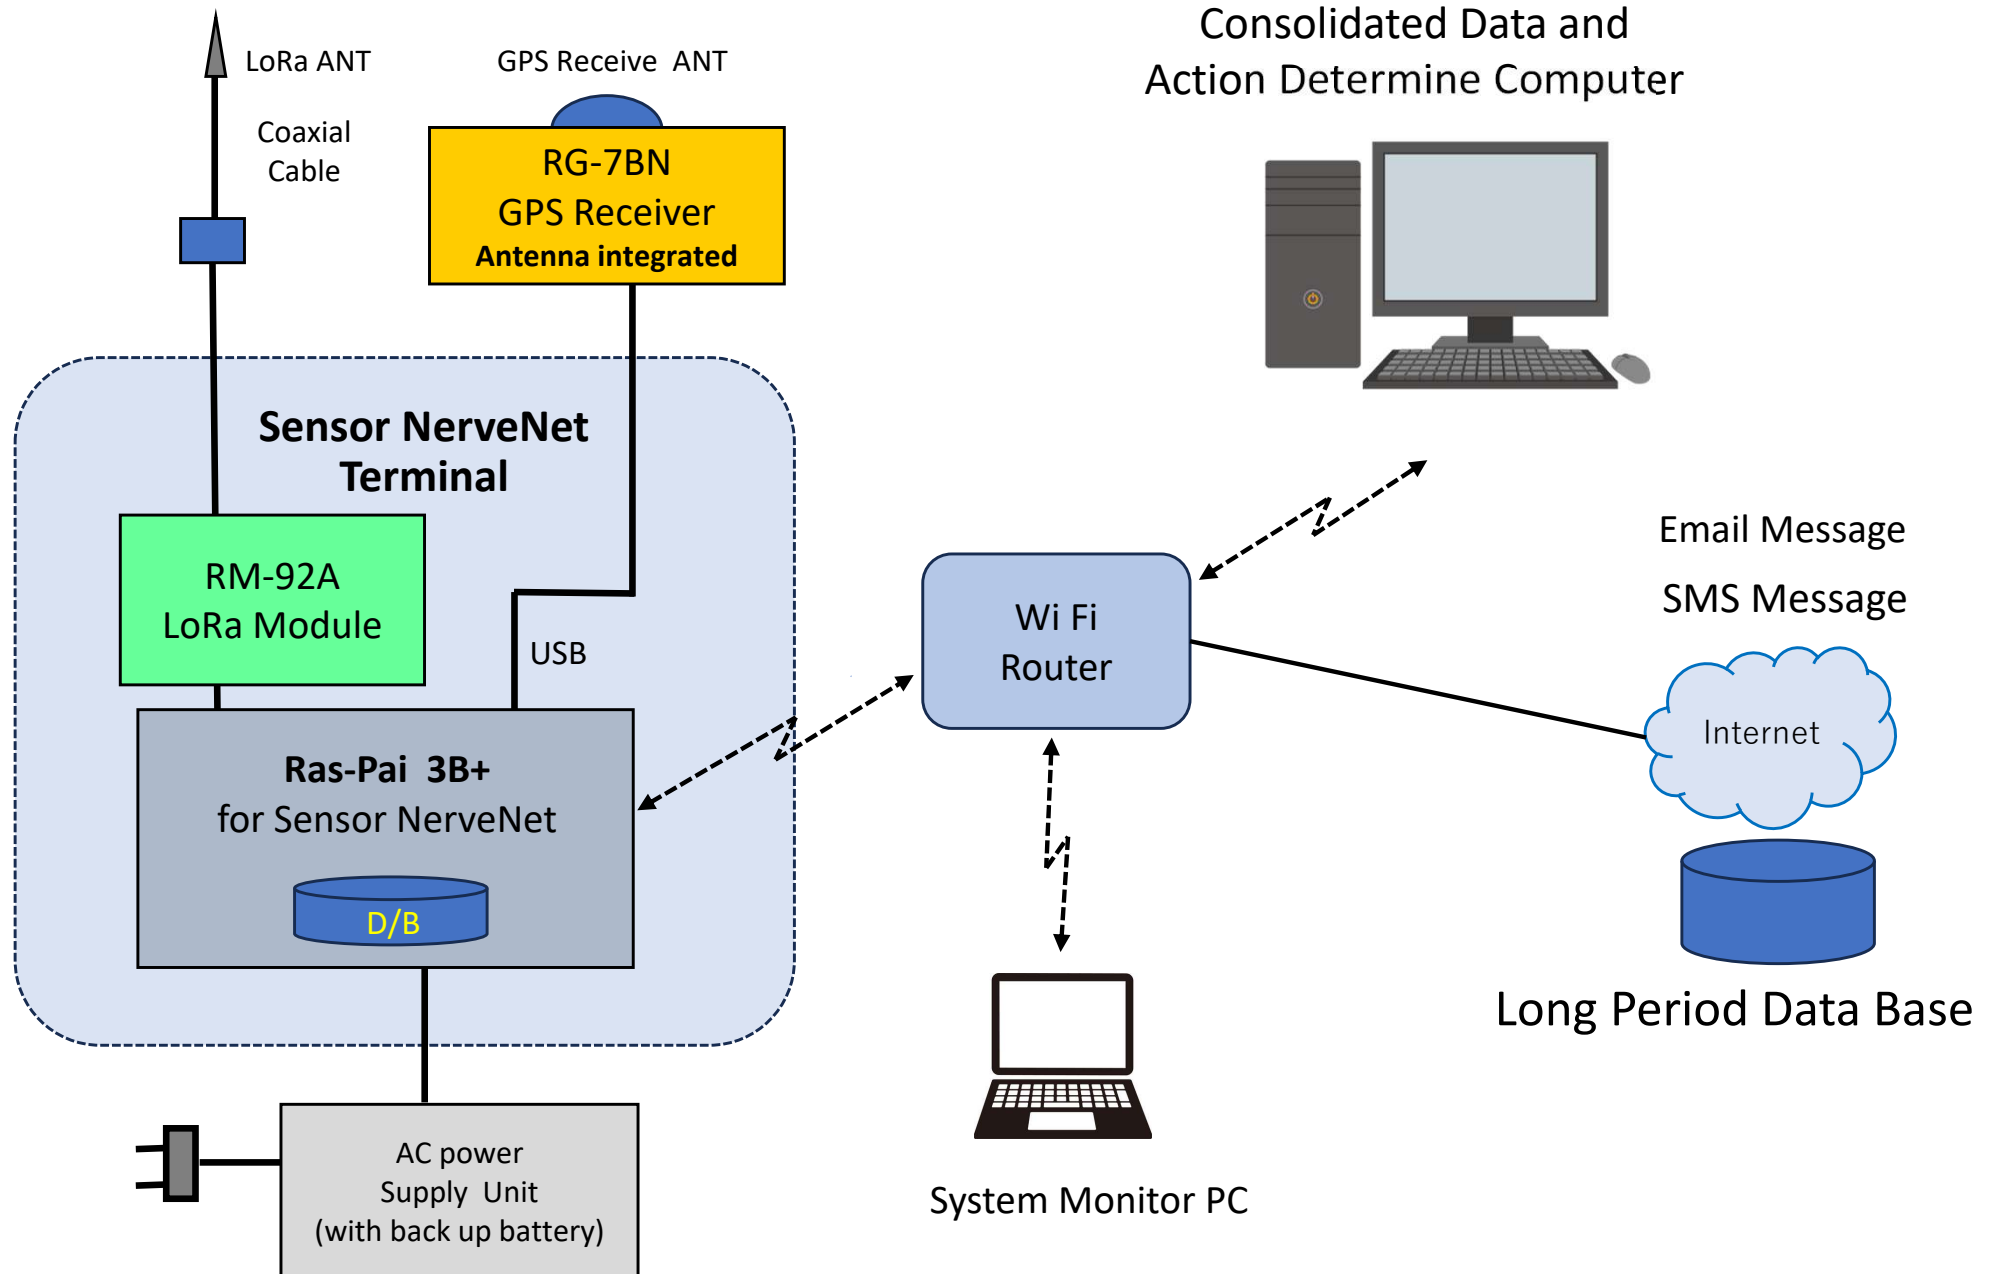 LoRa ANT
Coaxial
Cable
GPS Receive ANT
RG-7BN
GPS Receiver
Antenna integrated
Consolidated Data and
Action Determine Computer
Sensor NerveNet
Terminal
RM-92A
LoRa Module
USB
Ras-Pai 3B+
for Sensor NerveNet
D/B
Wi Fi
Router
Email Message
SMS Message
Internet
Long Period Data Base
System Monitor PC
AC power
Supply Unit
(with back up battery)